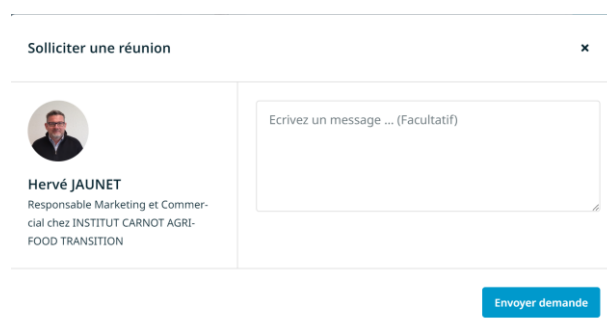 Solliciter une réunion
×
Ecrivez un message ... (Facultatif)
Hervé JAUNET
Responsable Marketing et Commer-
cial chez INSTITUT CARNOT AGRI-
FOOD TRANSITION
Envoyer demande